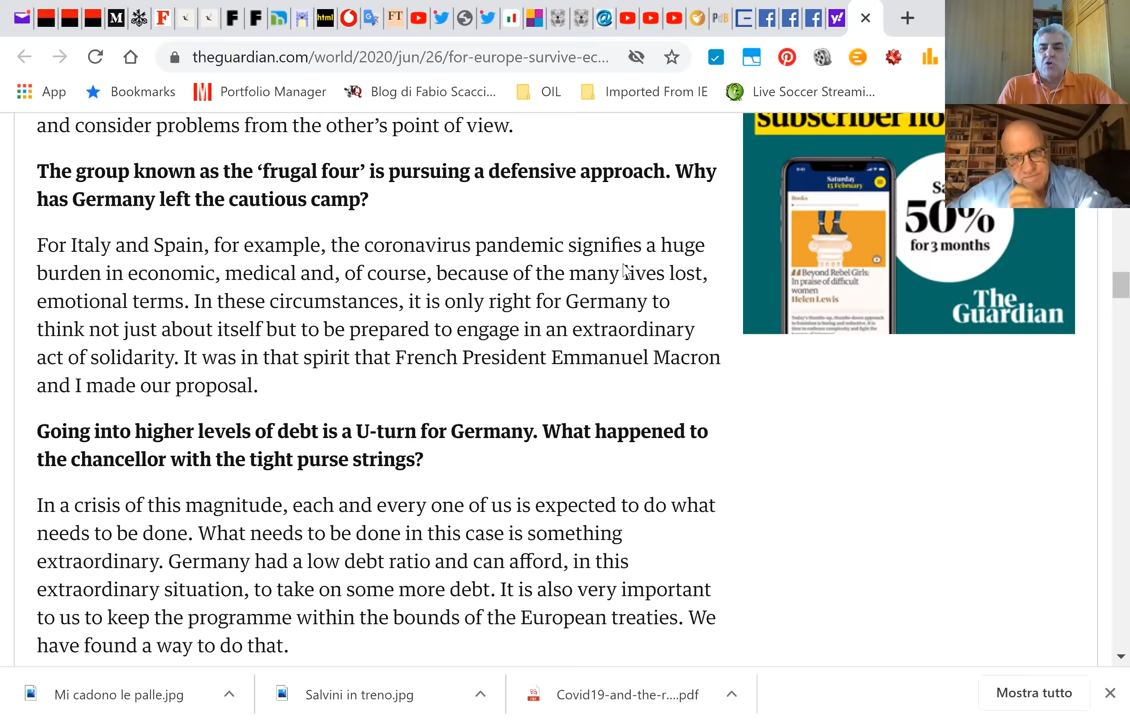 M
F
html
FT
F
F
PdB
theguardian.com/world/2020/jun/26/for-europe-survive-ec...
App
Bookmarks
Portfolio Manager
Blog di Fabio Scacci...
OIL
Imported From IE
Live Soccer Streami...
and consider problems from the other's point of view.
The group known as the ‘frugal four’ is pursuing a defensive approach. Why
has Germany left the cautious camp?
For Italy and Spain, for example, the coronavirus pandemic signifies a huge
burden in economic, medical and, of course, because of the many lives lost,
emotional terms. In these circumstances, it is only right for Germany to
think not just about itself but to be prepared to engage in an extraordinary
act of solidarity. It was in that spirit that French President Emmanuel Macron
and I made our proposal.
Going into higher levels of debt is a U-turn for Germany. What happened to
the chancellor with the tight purse strings?
In a crisis of this magnitude, each and every one of us is expected to do what
needs to be done. What needs to be done in this case is something
extraordinary. Germany had a low debt ratio and can afford, in this
extraordinary situation, to take on some more debt. It is also very important
to us to keep the programme within the bounds of the European treaties. We
have found a way to do that.
subscriber
Saturday
15 February
Books
Beyond Rebel Girls:
In praise of difficult
women
Helen Lewis
50%
for 3 months
The
Guardian
Mi cadono le palle.jpg
Salvini in treno.jpg
Covid19-and-the-r....pdf
Mostra tutto